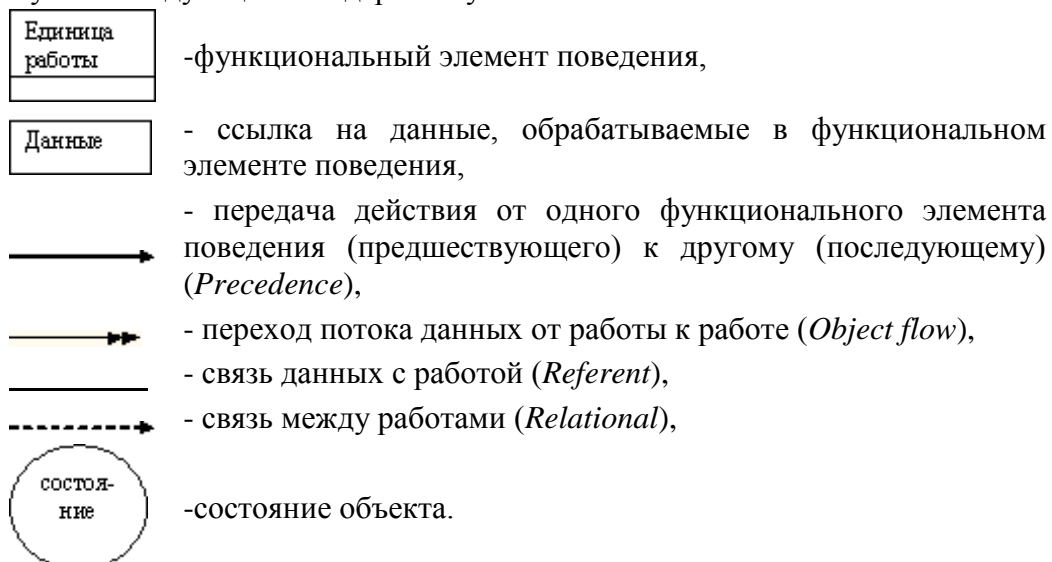 Единица
работы
-функциональный элемент поведения,
Данные
- ссылка на данные, обрабатываемые в функциональном
элементе поведения,
- передача действия от одного функционального элемента
поведения (предшествующего) к другому (последующему)
(Precedence),
- переход потока данных от работы к работе (Object flow),
- связь данных с работой (Referent),
- связь между работами (Relational),
состоя-
ние
-состояние объекта.